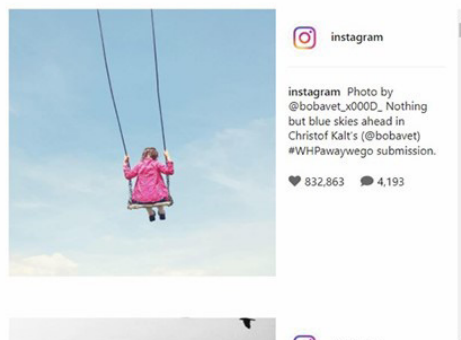 instagram
instagram Photo by
@bobavet_x000D_ Nothing
but blue skies ahead in
Christof Kalt's (@bobavet)
#WHPawaywego submission.
832,863 4,193